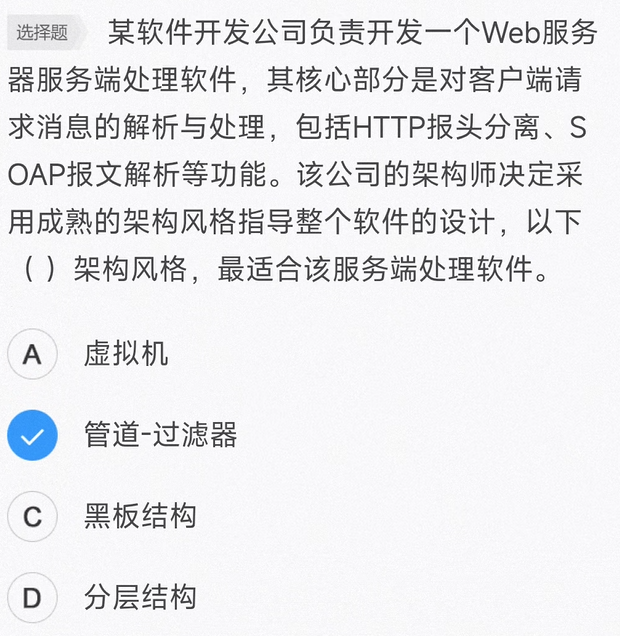 选择题 某软件开发公司负责开发一个Web服务
器服务端处理软件，其核心部分是对客户端请
求消息的解析与处理，包括HTTP报头分离、S
OAP报文解析等功能。该公司的架构师决定采
用成熟的架构风格指导整个软件的设计，以下
（ ）架构风格，最适合该服务端处理软件。
A 虚拟机
管道-过滤器
C 黑板结构
D 分层结构